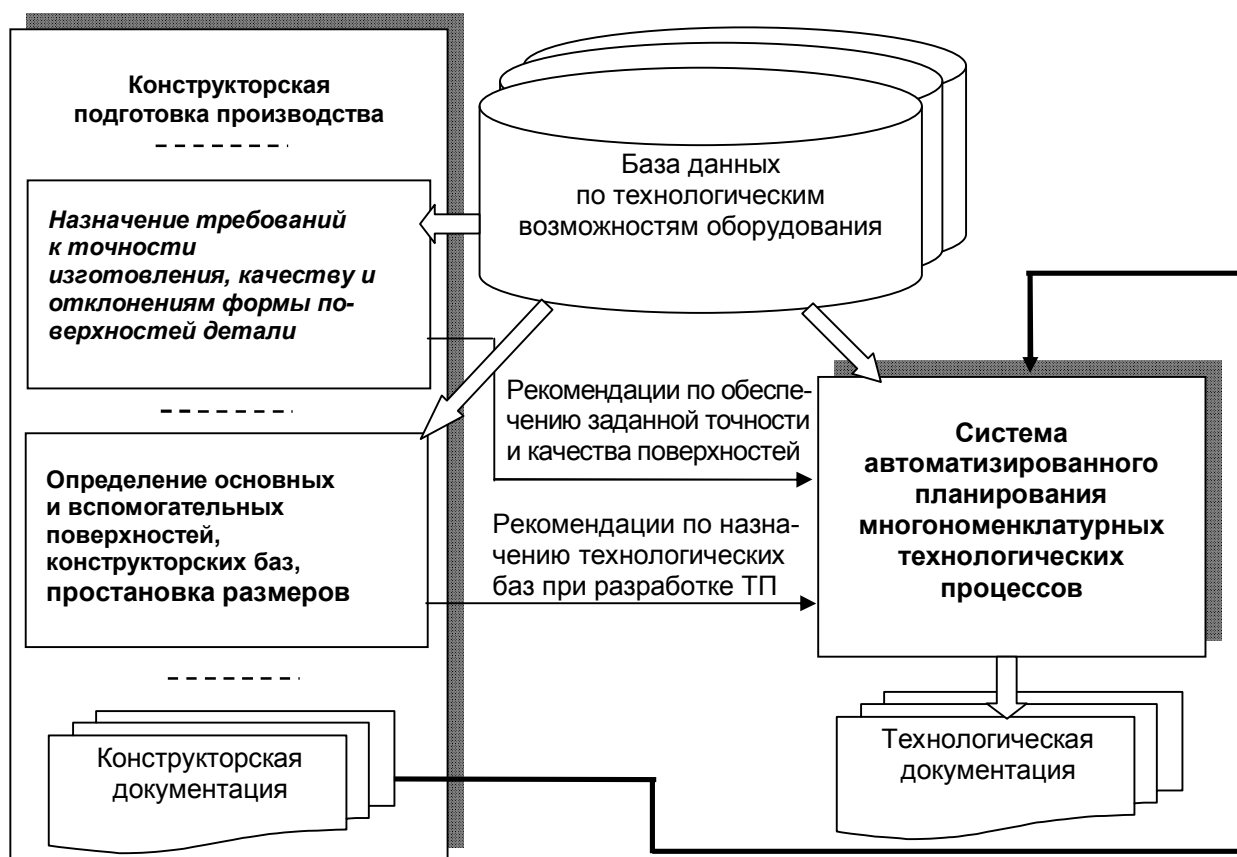 Конструкторская
подготовка производства
База данных
по технологическим
возможностям оборудования
Назначение требований
к точности
изготовления, качеству и
отклонениям формы по-
верхностей детали
Рекомендации по обеспе-
чению заданной точности
и качества поверхностей
Система
автоматизированного
планирования
многономенклатурных
технологических
процессов
Определение основных
и вспомогательных
поверхностей,
конструкторских баз,
простановка размеров
Рекомендации по назна-
чению технологических
баз при разработке ТП
Конструкторская
документация
Технологическая
документация